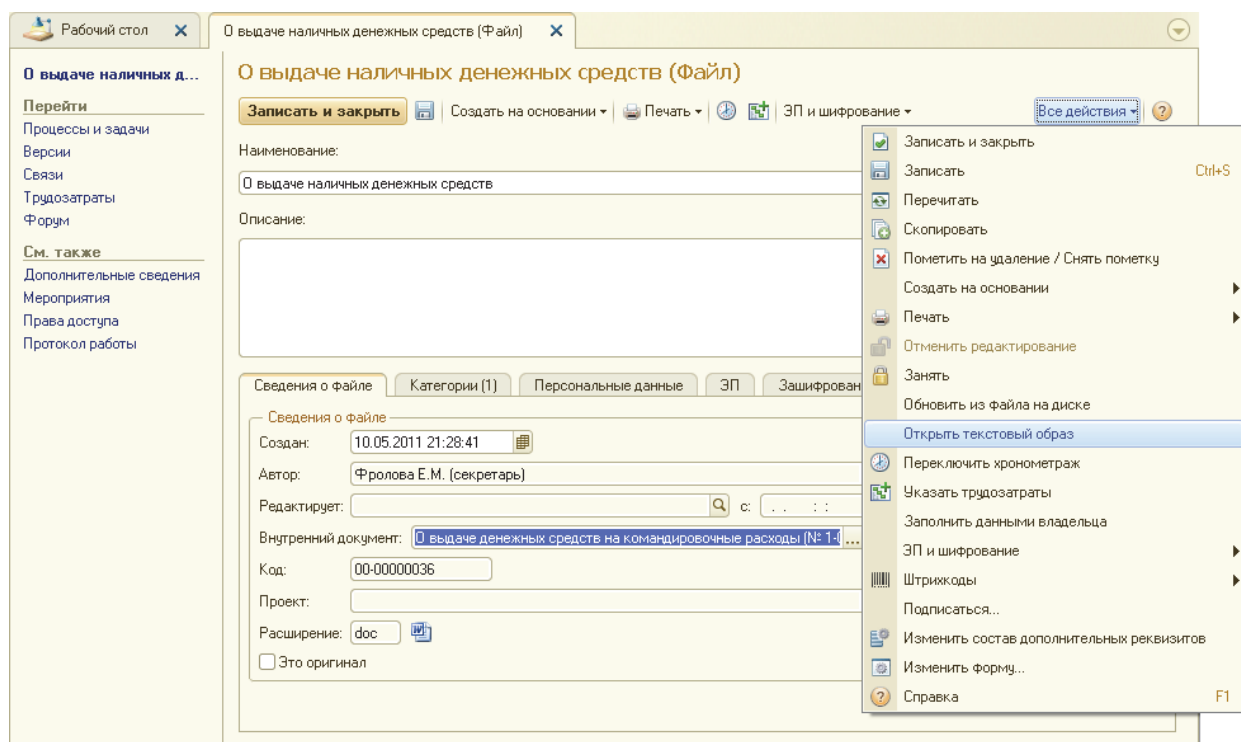 Рабочий стол
О выдаче наличных денежных средств (Файл)
О выдаче наличных д...
Перейти
Процессы и задачи
Версии
Связи
Трудозатраты
Форум
См. также
Дополнительные сведения
Мероприятия
Права доступа
Протокол работы
О выдаче наличных денежных средств (Файл)
Записать и закрыть Создать на основании Печать ЭП и шифрование Все действия
Наименование:
О выдаче наличных денежных средств
Описание:
Сведения о файле Категории (1) Персональные данные ЭП Зашифрован
Сведения о файле
Создан: 10.05.2011 21:28:41
Автор: Фролова Е.М. (секретарь)
Редактирует: с: . . : :
Внутренний документ: О выдаче денежных средств на командировочные расходы (№ 1-( ...
Код: 00-00000036
Проект:
Расширение: doc
Это оригинал
Записать и закрыть
Записать Ctrl+S
Перечитать
Скопировать
Пометить на удаление / Снять пометку
Создать на основании
Печать
Отменить редактирование
Занять
Обновить из файла на диске
Открыть текстовый образ
Переключить хронометраж
Указать трудозатраты
Заполнить данными владельца
ЭП и шифрование
Штрихкоды
Подписаться...
Изменить состав дополнительных реквизитов
Изменить форму...
Справка F1